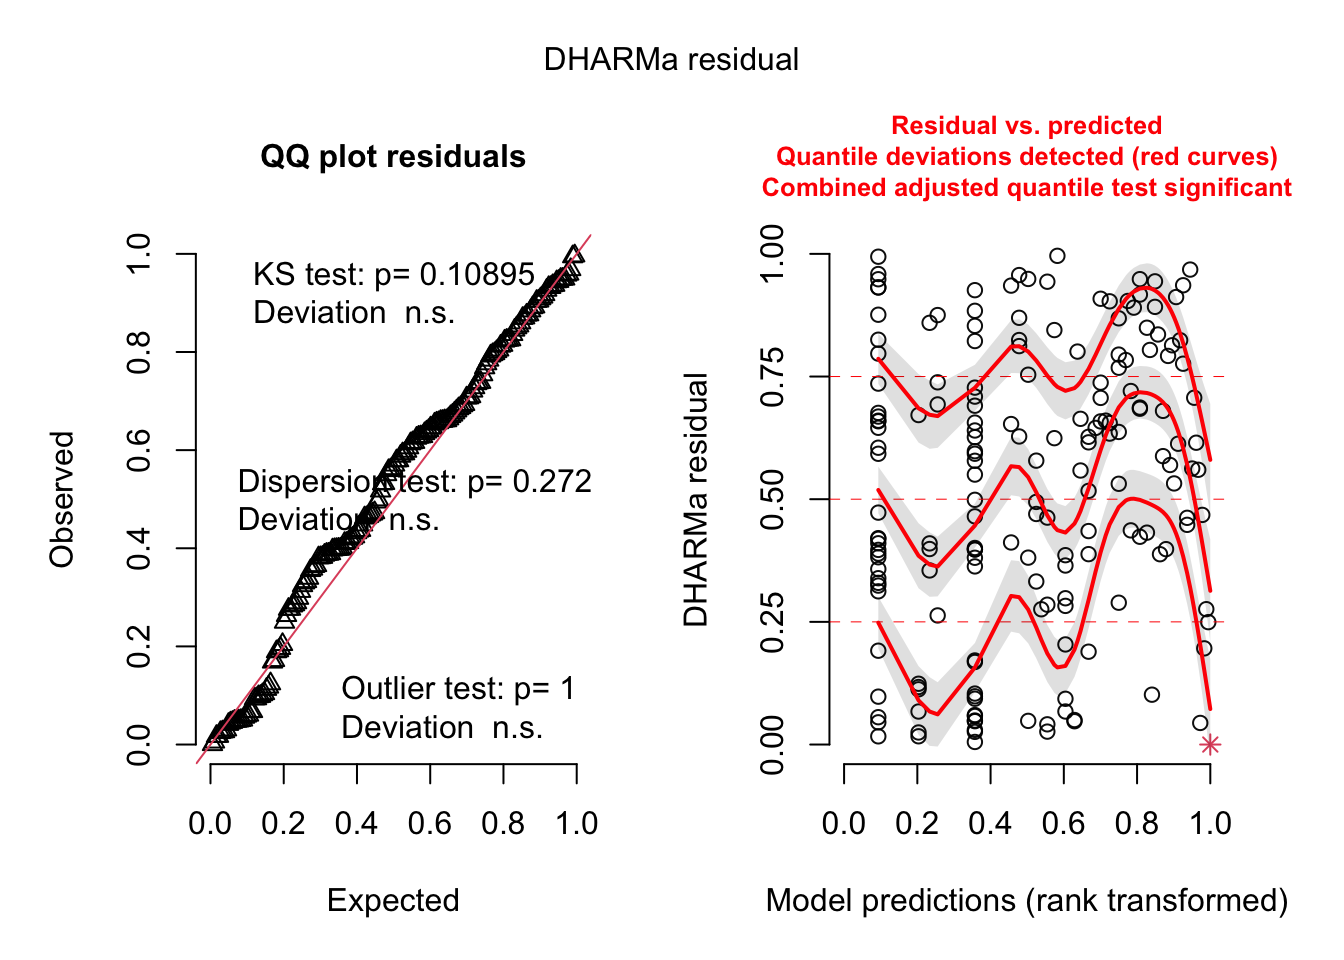 DHARMa residual
QQ plot residuals
KS test: p= 0.10895
Deviation  n.s.
Dispersion test: p= 0.272
Deviation  n.s.
Outlier test: p= 1
Deviation  n.s.
Observed
0.0 0.2 0.4 0.6 0.8 1.0
0.0 0.2 0.4 0.6 0.8 1.0
Expected
Residual vs. predicted
Quantile deviations detected (red curves)
Combined adjusted quantile test significant
DHARMa residual
0.00 0.25 0.50 0.75 1.00
0.0 0.2 0.4 0.6 0.8 1.0
Model predictions (rank transformed)